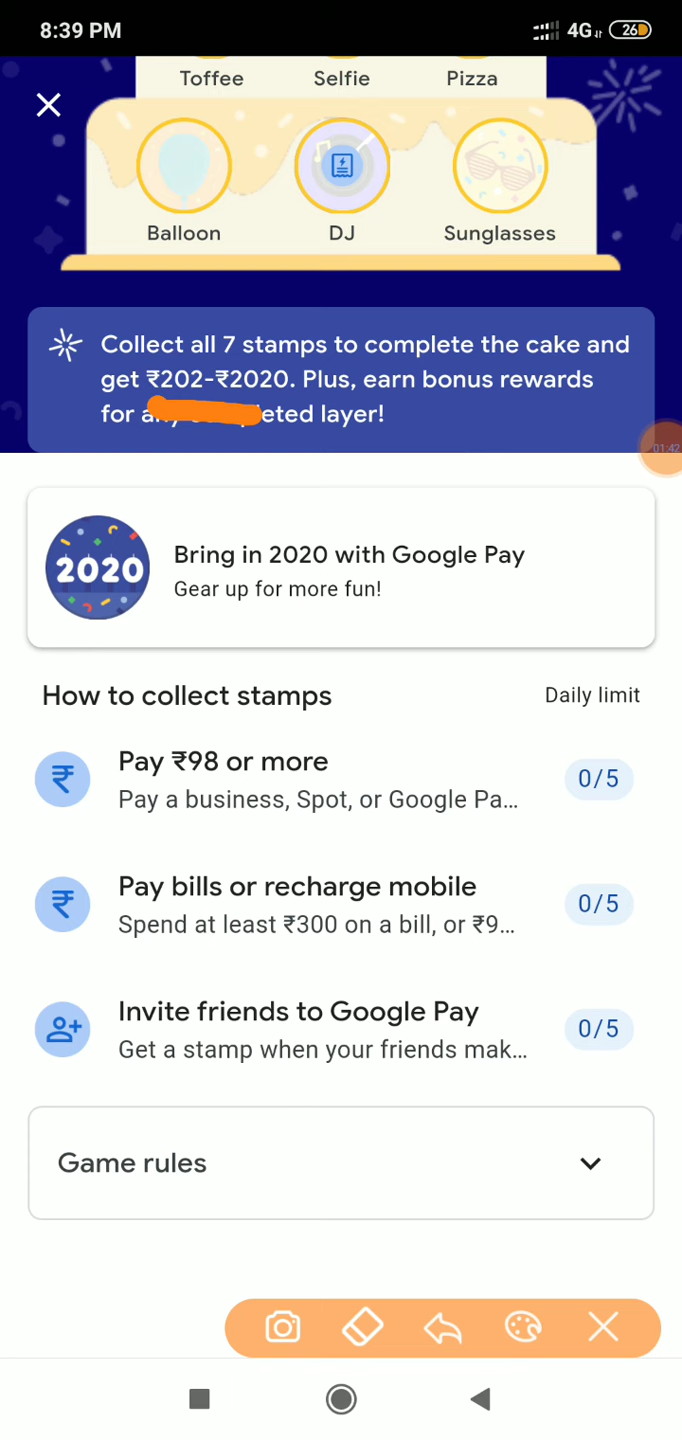 8:39 PM
4G
26
Toffee Selfie Pizza
Balloon DJ Sunglasses
Collect all 7 stamps to complete the cake and
get ₹202-₹2020. Plus, earn bonus rewards
for layer!
01:42
2020
Bring in 2020 with Google Pay
Gear up for more fun!
How to collect stamps Daily limit
Pay ₹98 or more
Pay a business, Spot, or Google Pa...
0/5
Pay bills or recharge mobile
Spend at least ₹300 on a bill, or ₹9...
0/5
Invite friends to Google Pay
Get a stamp when your friends mak...
0/5
Game rules